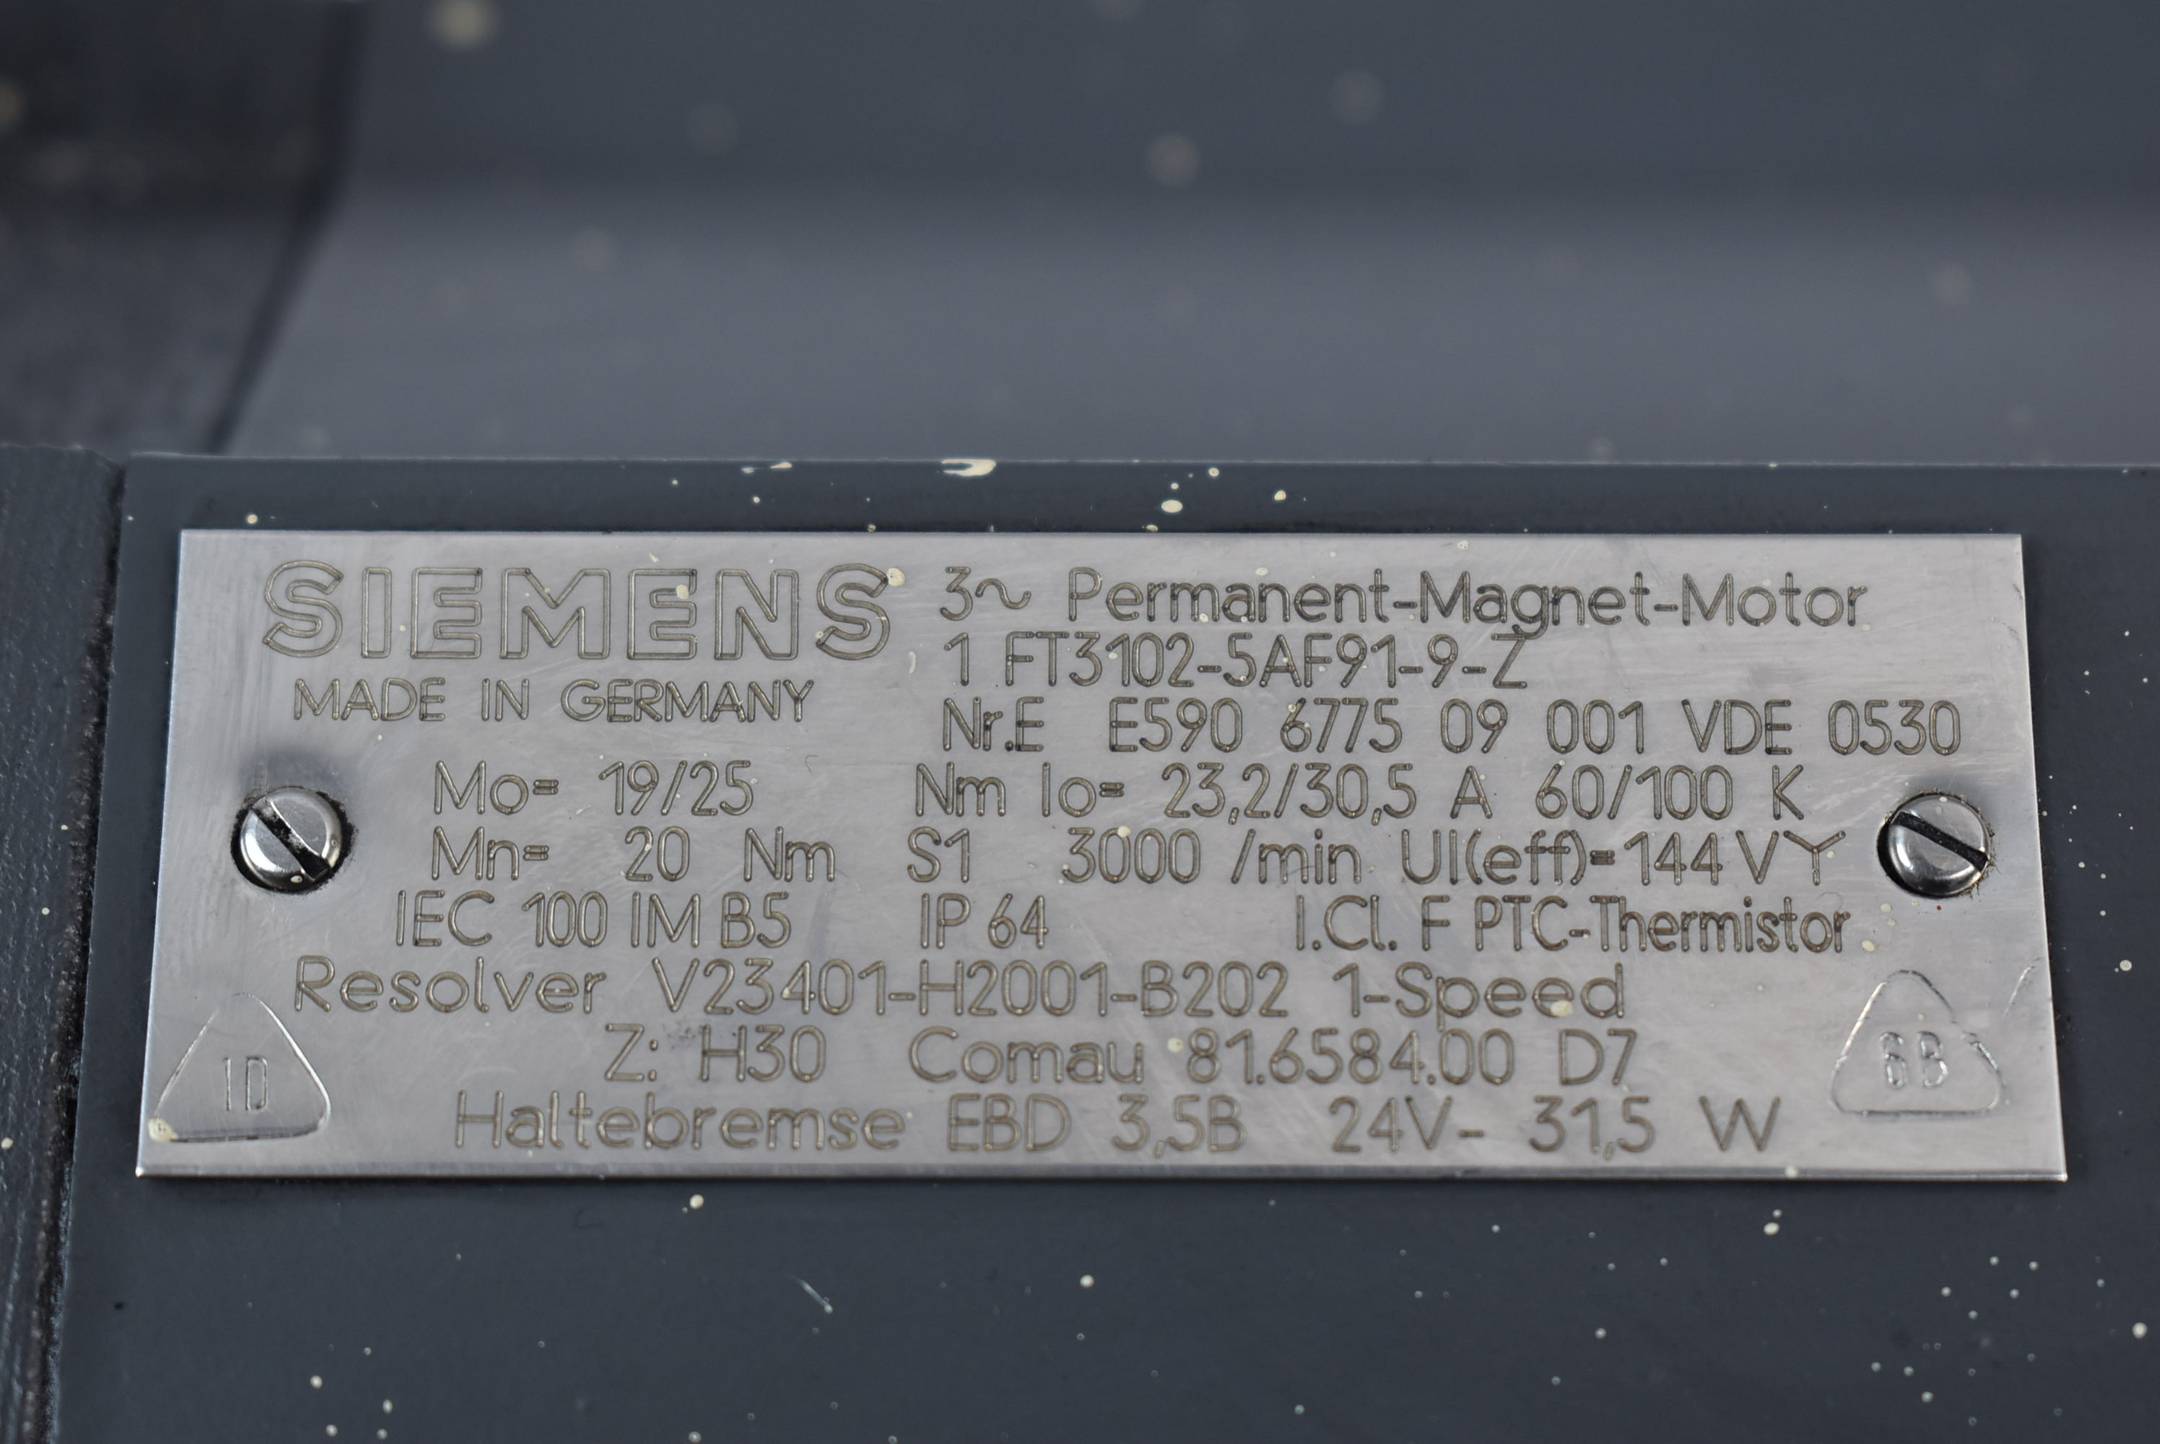 SIEMENS
3~ Permanent-Magnet-Motor
1 FT3102-5AF91-9-Z
MADE IN GERMANY
Nr.E E590 6775 09 001 VDE 0530
Mo= 19/25 Nm Io= 23,2/30,5 A 60/100 K
Mn= 20 Nm S1 3000 /min UI(eff)=144 V Y
IEC 100 IM B5 IP 64 I.Cl. F PTC-Thermistor
Resolver V23401-H2001-B202 1-Speed
Z: H30 Comau 81.6584.00 D7
Haltebremse EBD 3,5B 24V- 31,5 W
1D
6B